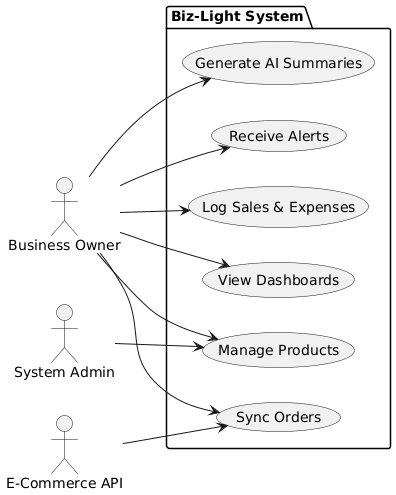 Biz-Light System
Generate AI Summaries
Receive Alerts
Log Sales & Expenses
Business Owner
View Dashboards
Manage Products
System Admin
Sync Orders
E-Commerce API